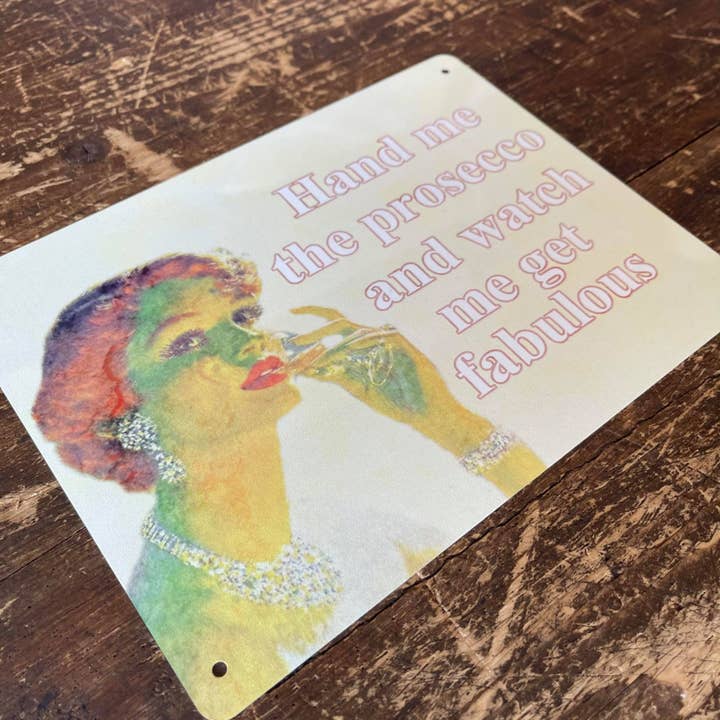 Hand me
the prosecco
and watch
me get
fabulous